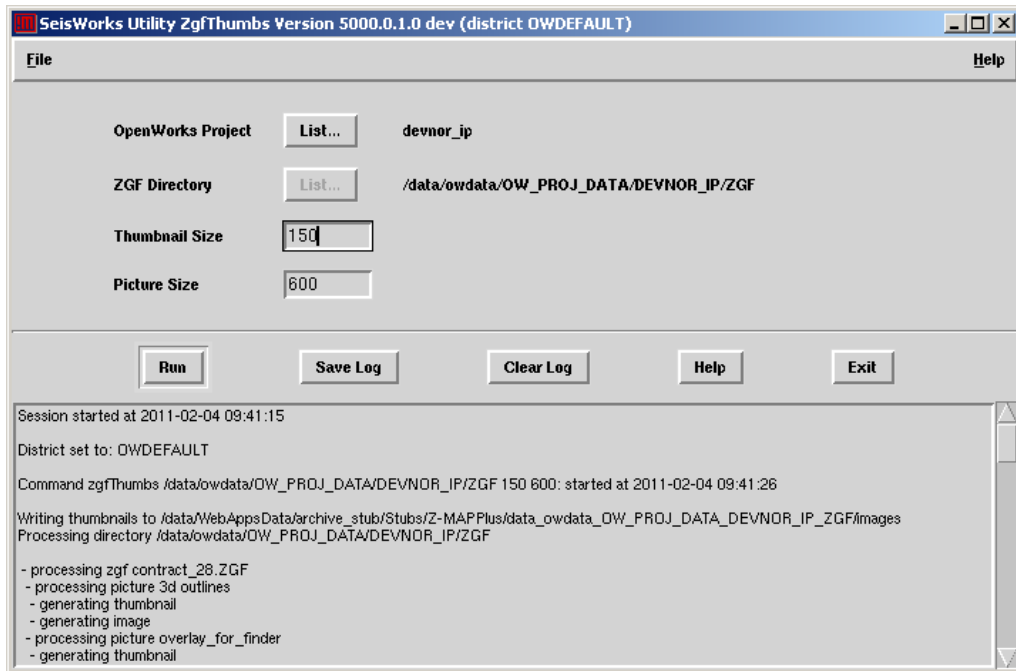 SeisWorks Utility ZgfThumbs Version 5000.0.1.0 dev (district OWDEFAULT)
File Help
OpenWorks Project List... devnor_ip
ZGF Directory List... /data/owdata/OW_PROJ_DATA/DEVNOR_IP/ZGF
Thumbnail Size 150
Picture Size 600
Run Save Log Clear Log Help Exit
Session started at 2011-02-04 09:41:15
District set to: OWDEFAULT
Command zgfThumbs /data/owdata/OW_PROJ_DATA/DEVNOR_IP/ZGF 150 600: started at 2011-02-04 09:41:26
Writing thumbnails to /data/WebAppsData/archive_stub/Stubs/Z-MAPPlus/data_owdata_OW_PROJ_DATA_DEVNOR_IP_ZGF/images
Processing directory /data/owdata/OW_PROJ_DATA/DEVNOR_IP/ZGF
- processing zgf contract_28.ZGF
- processing picture 3d outlines
- generating thumbnail
- generating image
- processing picture overlay_for_finder
- generating thumbnail